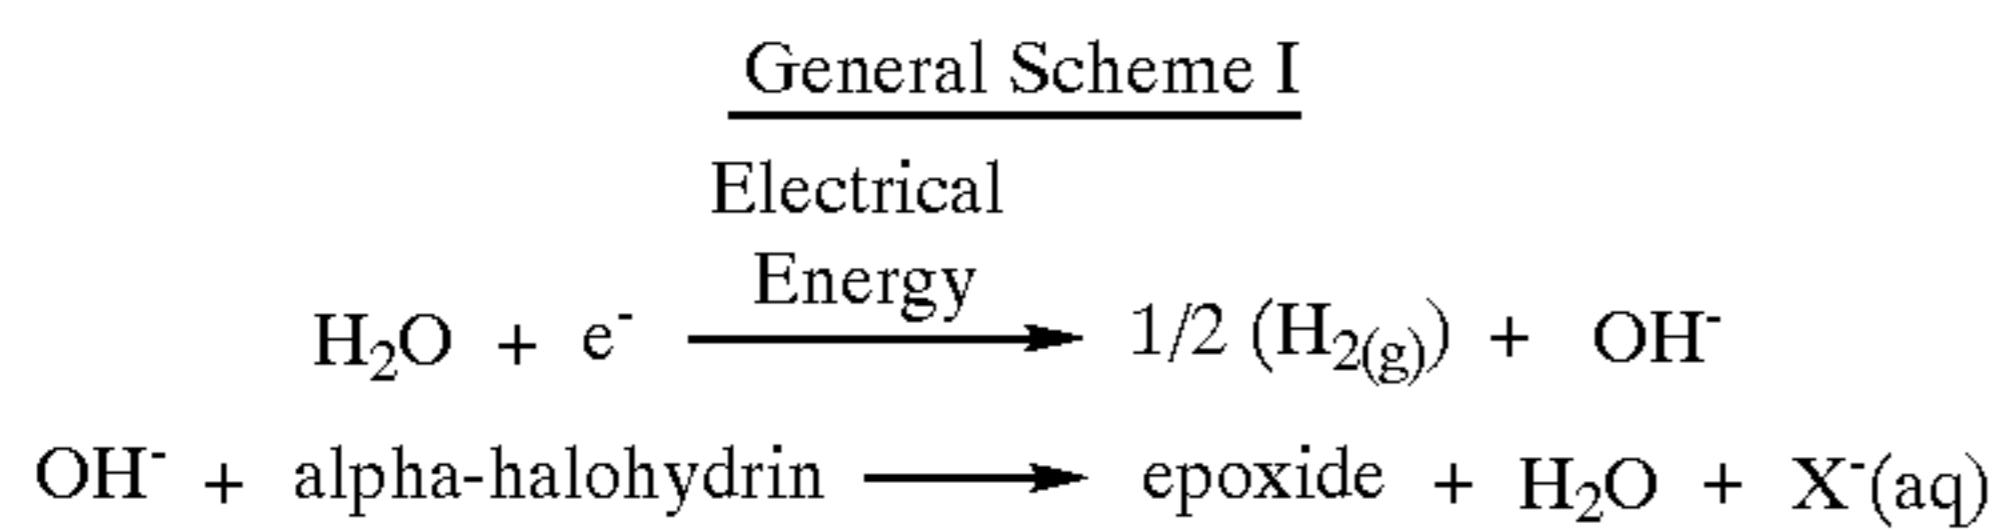 General Scheme I
Electrical
Energy
H₂O + e⁻ ⟶ 1/2 (H₂₍g₎) + OH⁻
OH⁻ + alpha-halohydrin ⟶ epoxide + H₂O + X⁻(aq)